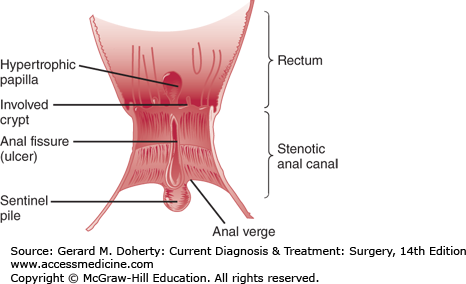 Hypertrophic
papilla
Rectum
Involved
crypt
Anal fissure
(ulcer)
Stenotic
anal canal
Sentinel
pile
Anal verge
Source: Gerard M. Doherty: Current Diagnosis & Treatment: Surgery, 14th Edition
www.accessmedicine.com
Copyright © McGraw-Hill Education. All rights reserved.